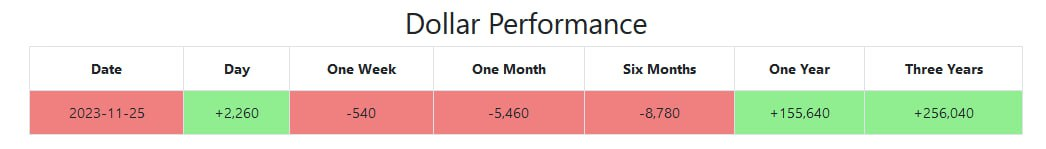 Dollar Performance
Date Day One Week One Month Six Months One Year Three Years
2023-11-25 +2,260 -540 -5,460 -8,780 +155,640 +256,040